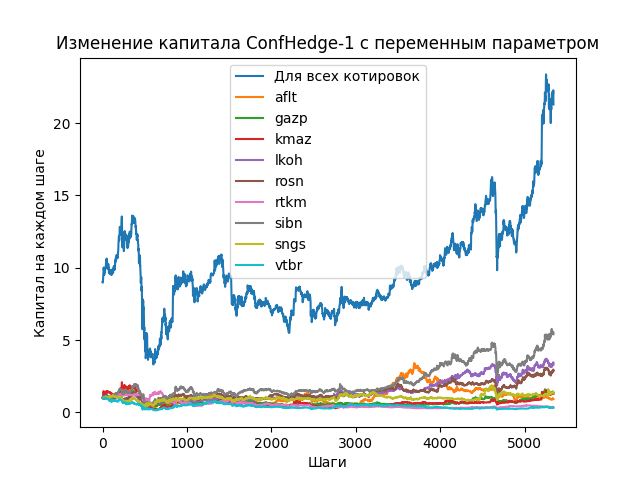 Изменение капитала ConfHedge-1 с переменным параметром
Капитал на каждом шаге
20
15
10
5
0
Для всех котировок
aflt
gazp
kmaz
lkoh
rosn
rtkm
sibn
sngs
vtbr
0 1000 2000 3000 4000 5000
Шаги